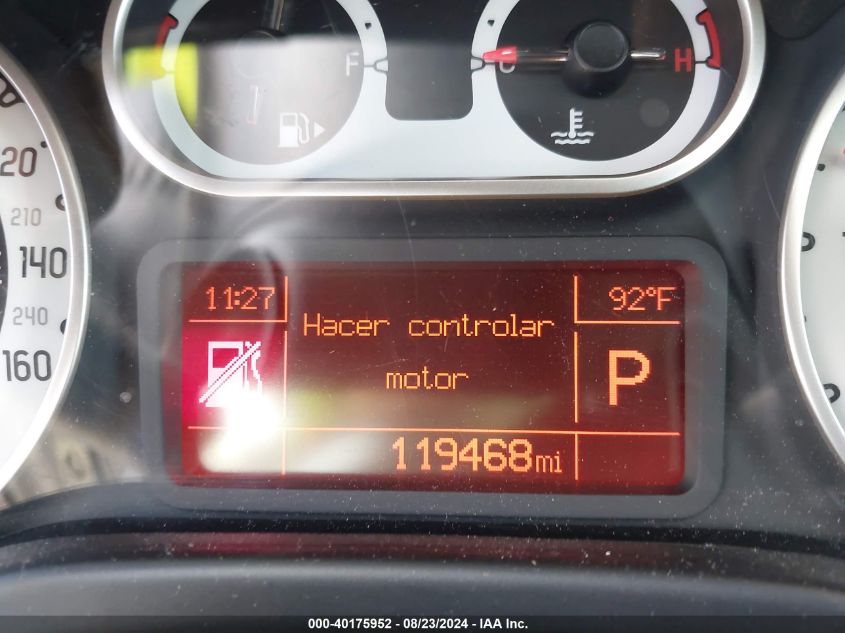 F
C
H
20
210
140
240
160
11:27
92°F
Hacer controlar
motor
P
119468mi
000-40175952 - 08/23/2024 - IAA Inc.